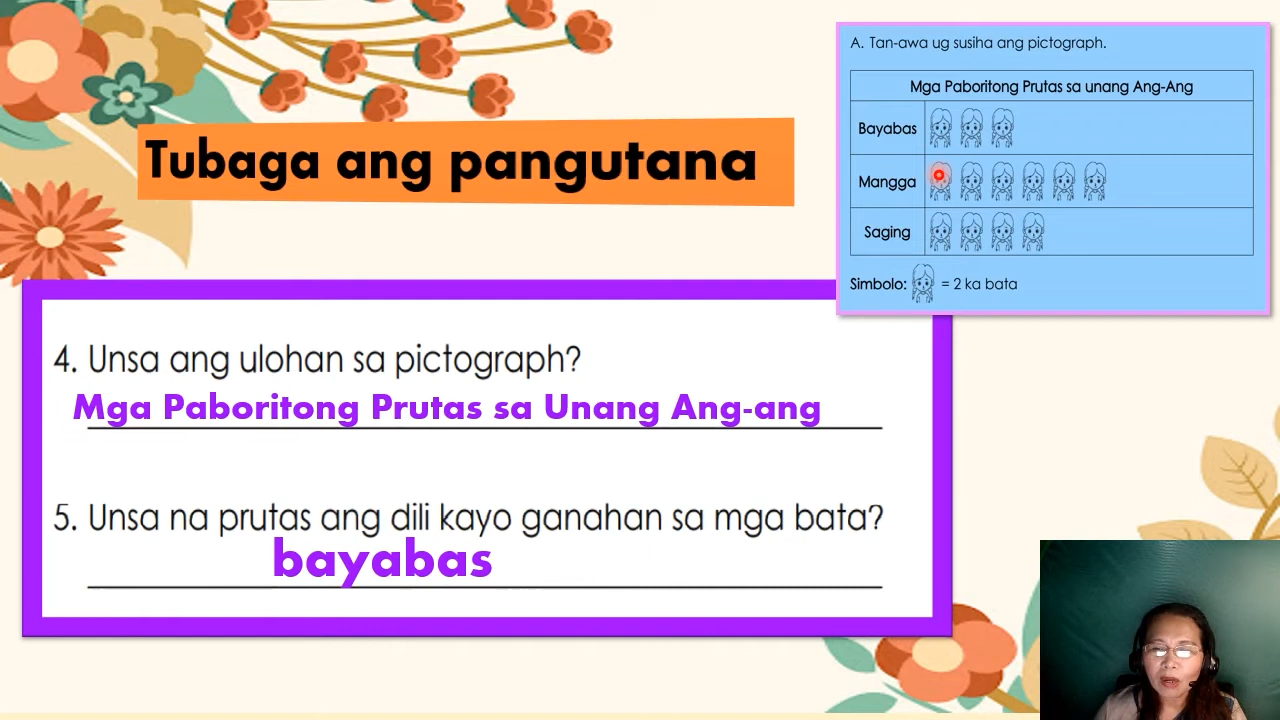 Tubaga ang pangutana
A. Tan-awa ug susiha ang pictograph.
Mga Paboritong Prutas sa unang Ang-Ang
Bayabas
Mangga
Saging
Simbolo: = 2 ka bata
4. Unsa ang ulohan sa pictograph?
Mga Paboritong Prutas sa Unang Ang-ang
5. Unsa na prutas ang dili kayo ganahan sa mga bata?
bayabas